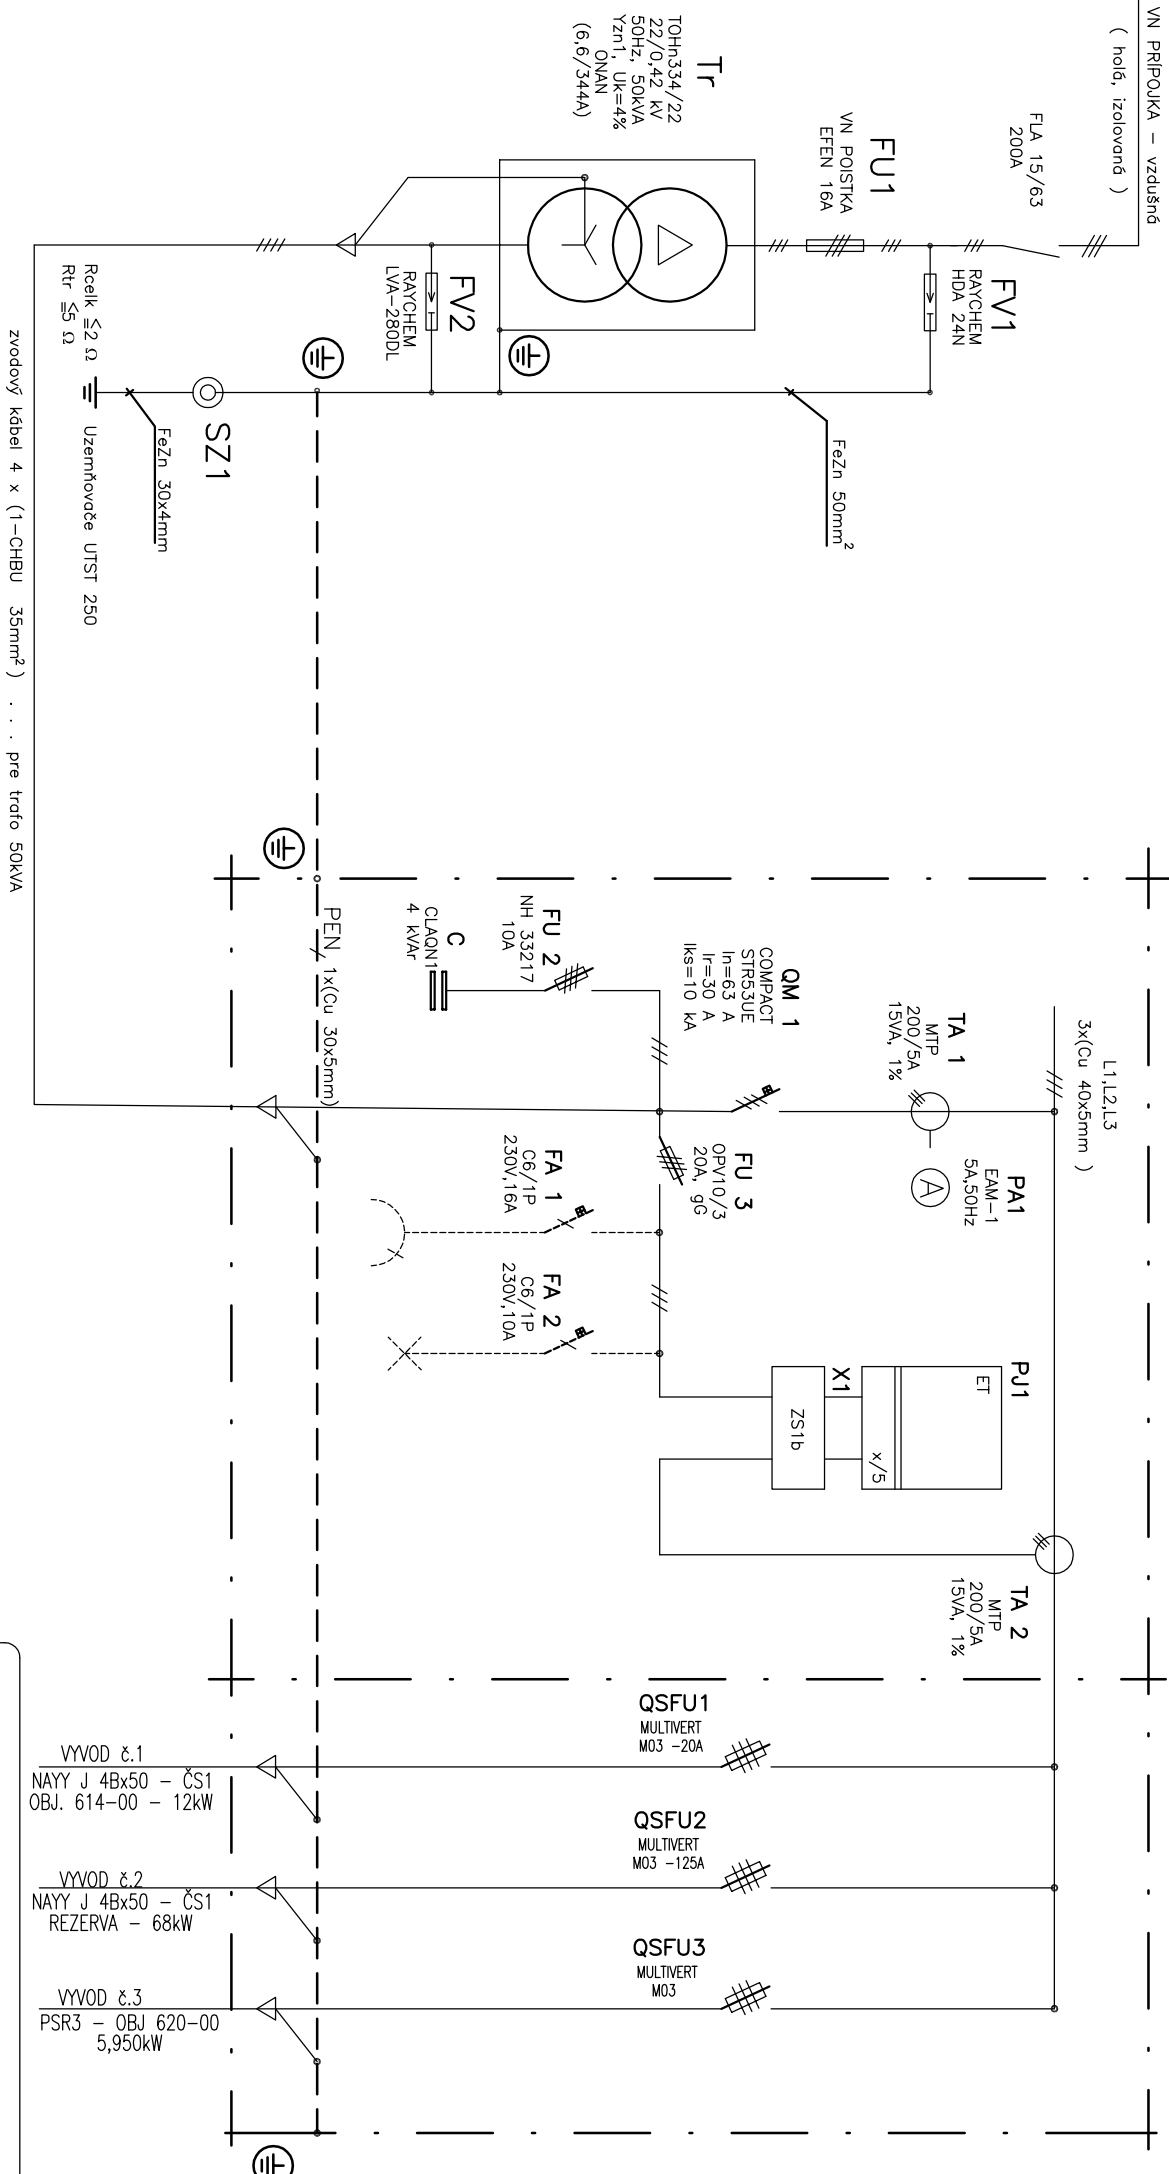 VN PRÍPOJKA - vzdušná
( holá, izolovaná )
FLA 15/63
200A
FV1
RAYCHEM
HDA 24N
FU1
VN POISTKA
EFEN 16A
FeZn 50mm²
Tr
TOHn334/22
22/0,42 kV
50Hz, 50kVA
Yzn1, Uk=4%
ONAN
(6,6/344A)
FV2
RAYCHEM
LVA-280DL
SZ1
FeZn 30x4mm
Rcelk ≦2 Ω
Rtr ≦5 Ω
Uzemňovače UTST 250
zvodový kábel 4 x (1-CHBU 35mm²) . . . pre trafo 50kVA
L1,L2,L3
3x(Cu 40x5mm )
PA1
EAM-1
5A,50Hz
A
TA 1
MTP
200/5A
15VA, 1%
QM 1
COMPACT
STR53UE
In=63 A
Ir=30 A
Iks=10 kA
FU 2
NH 33217
10A
C
CLAQN1
4 kVAr
PEN, 1x(Cu 30x5mm)
FU 3
OPV10/3
20A, gG
FA 1
C6/1P
230V,16A
FA 2
C6/1P
230V,10A
PJ1
ET
x/5
X1
ZS1b
TA 2
MTP
200/5A
15VA, 1%
QSFU1
MULTIVERT
M03 -20A
QSFU2
MULTIVERT
M03 -125A
QSFU3
MULTIVERT
M03
VYVOD č.1
NAYY J 4Bx50 - ČS1
OBJ. 614-00 - 12kW
VYVOD č.2
NAYY J 4Bx50 - ČS1
REZERVA - 68kW
VYVOD č.3
PSR3 - OBJ 620-00
5,950kW